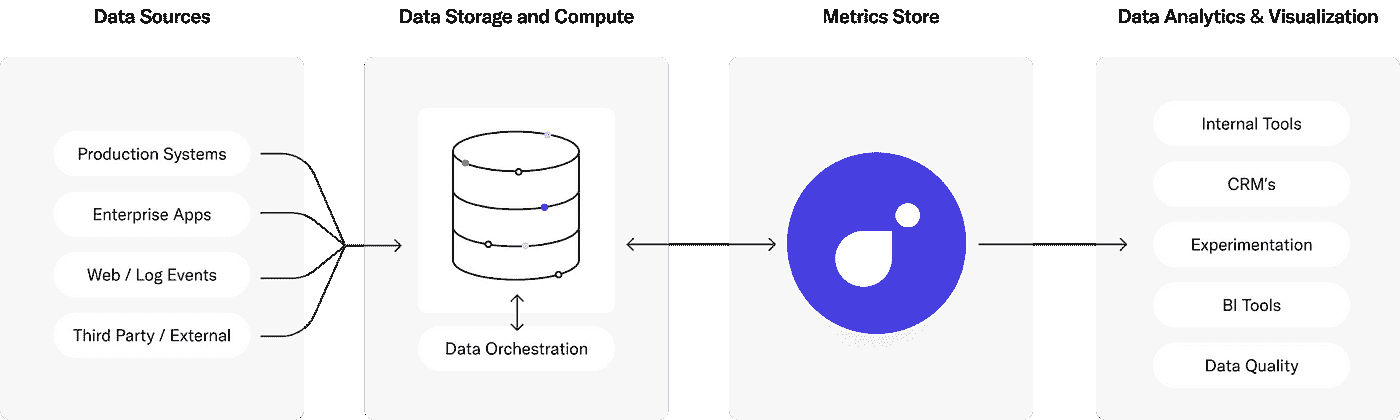 Data Sources
Data Storage and Compute
Metrics Store
Data Analytics & Visualization
Production Systems
Enterprise Apps
Web / Log Events
Third Party / External
Data Orchestration
Internal Tools
CRM's
Experimentation
BI Tools
Data Quality